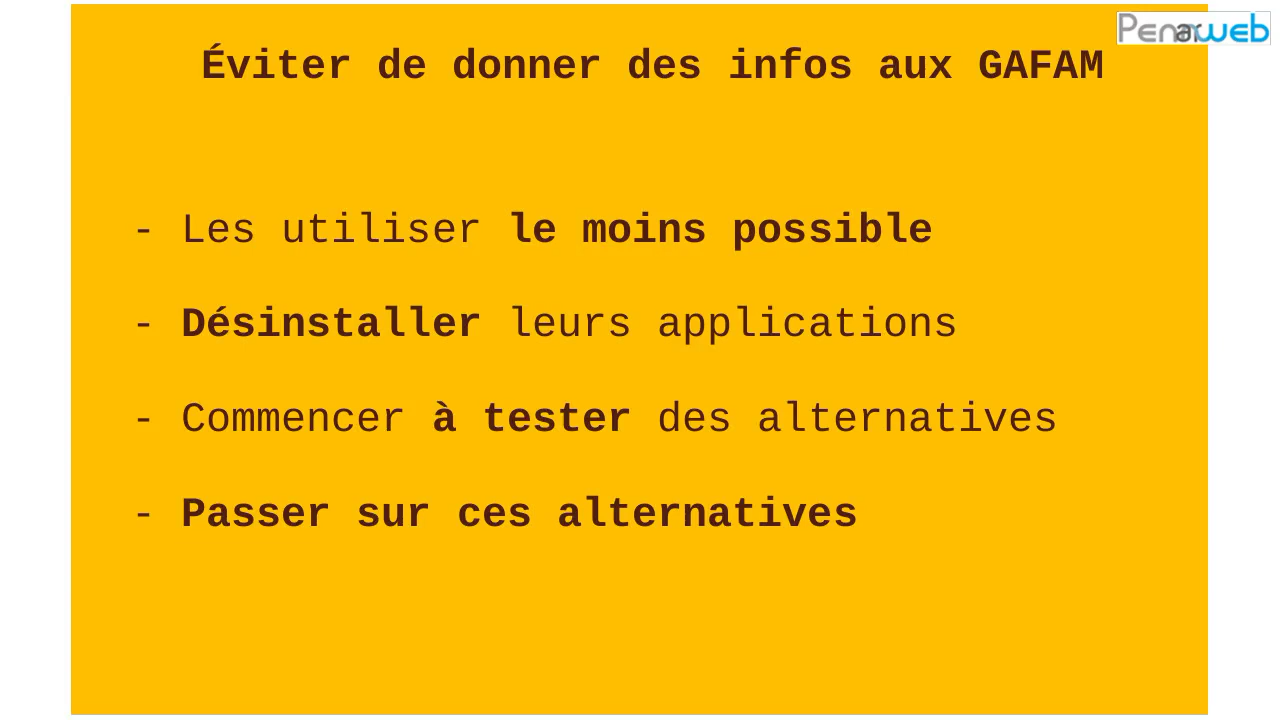 Penarweb
Éviter de donner des infos aux GAFAM
- Les utiliser le moins possible
- Désinstaller leurs applications
- Commencer à tester des alternatives
- Passer sur ces alternatives